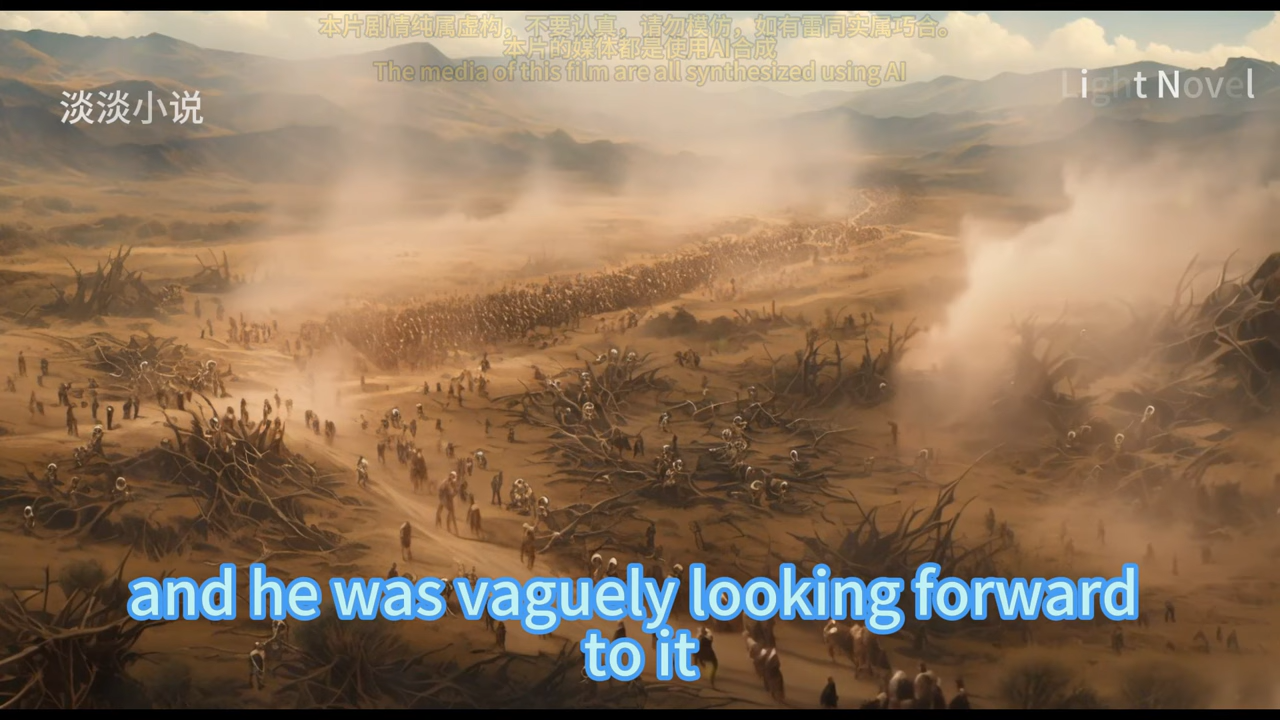 本片剧情纯属虚构，不要认真，请勿模仿，如有雷同实属巧合。
本片的媒体都是使用AI合成
The media of this film are all synthesized using AI
淡淡小说
Light Novel
and he was vaguely looking forward
to it